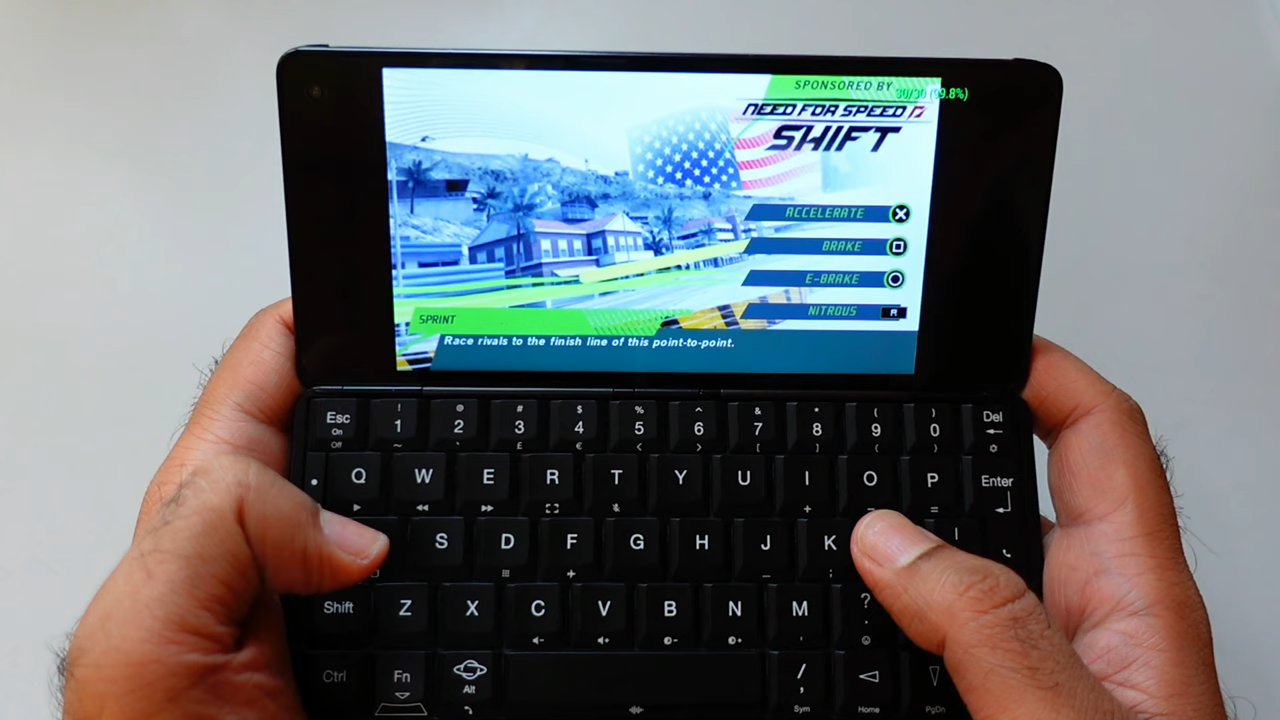 SPONSORED BY
30/30 (99.8%)
NEED FOR SPEED
SHIFT
ACCELERATE
BRAKE
E-BRAKE
NITROUS R
SPRINT
Race rivals to the finish line of this point-to-point.
! @ # $ % ^ & * ( )
Esc 1 2 3 4 5 6 7 8 9 0 Del
On
Off ~ ` £ € < > [ ] { }
Q W E R T Y U I O P Enter
+ =
S D F G H J K
_ ;
Shift Z X C V B N M ?
' .
Ctrl Fn Alt / ,
Sym Home PgDn